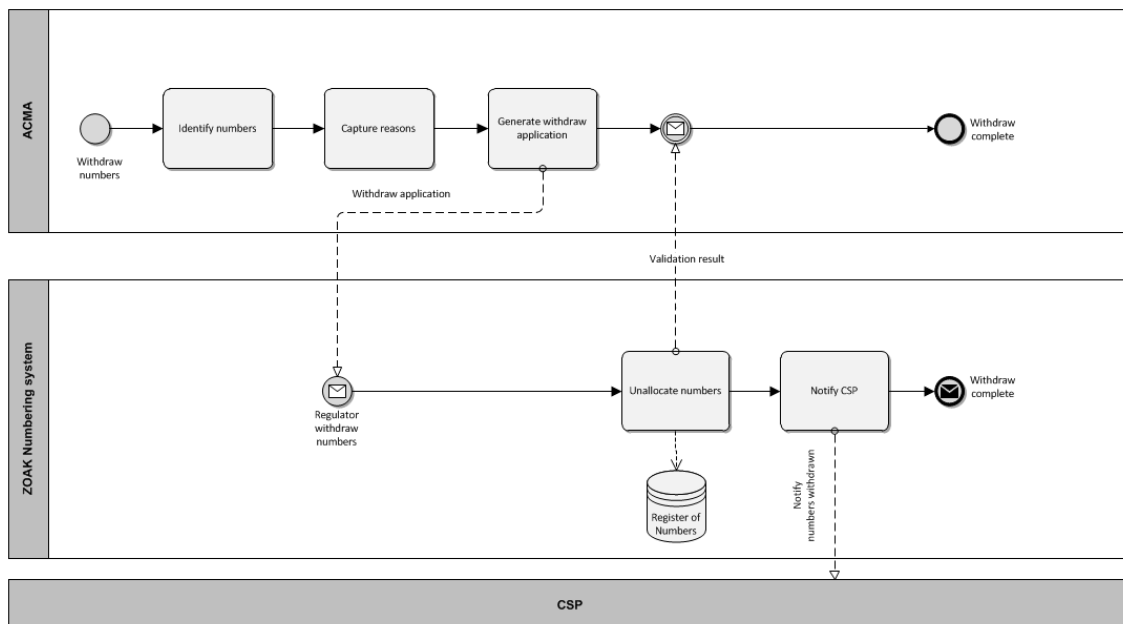 ACMA
Identify numbers
Capture reasons
Generate withdraw
application
Withdraw
numbers
Withdraw
complete
Withdraw application
Validation result
ZOAK Numbering system
Regulator
withdraw
numbers
Unallocate numbers
Notify CSP
Withdraw
complete
Register of
Numbers
Notify
numbers withdrawn
CSP